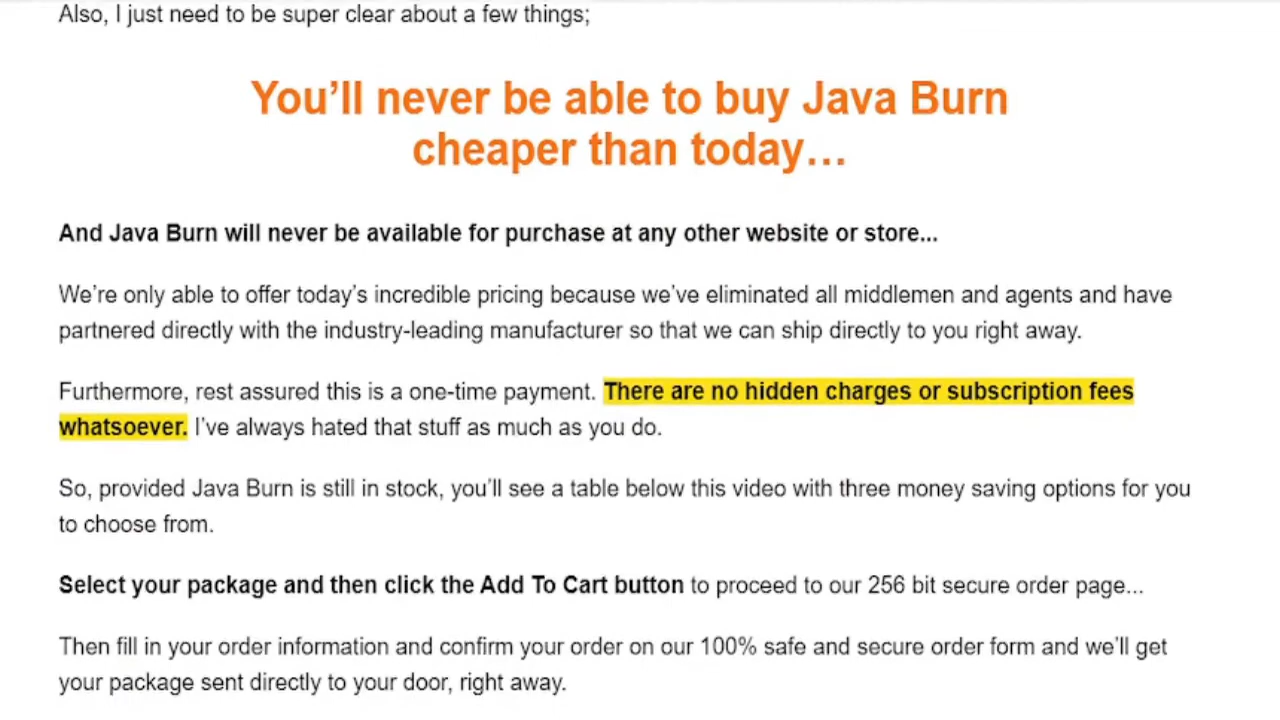 Also, I just need to be super clear about a few things;
You’ll never be able to buy Java Burn
cheaper than today…
And Java Burn will never be available for purchase at any other website or store...
We’re only able to offer today’s incredible pricing because we’ve eliminated all middlemen and agents and have
partnered directly with the industry-leading manufacturer so that we can ship directly to you right away.
Furthermore, rest assured this is a one-time payment. There are no hidden charges or subscription fees
whatsoever. I’ve always hated that stuff as much as you do.
So, provided Java Burn is still in stock, you’ll see a table below this video with three money saving options for you
to choose from.
Select your package and then click the Add To Cart button to proceed to our 256 bit secure order page...
Then fill in your order information and confirm your order on our 100% safe and secure order form and we’ll get
your package sent directly to your door, right away.